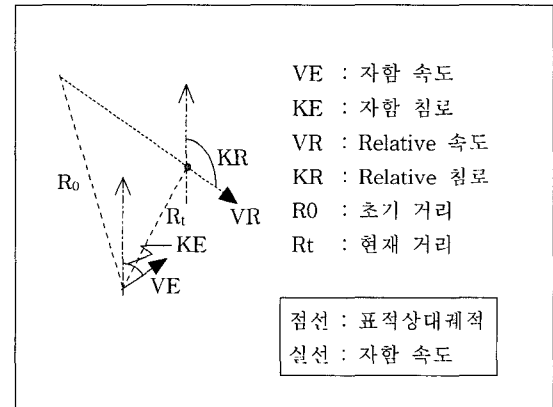 VE : 자함 속도
KE : 자함 침로
VR : Relative 속도
KR : Relative 침로
R0 : 초기 거리
Rt : 현재 거리
점선 : 표적상대궤적
실선 : 자함 속도
KR
R₀
Rₜ
VR
KE
VE